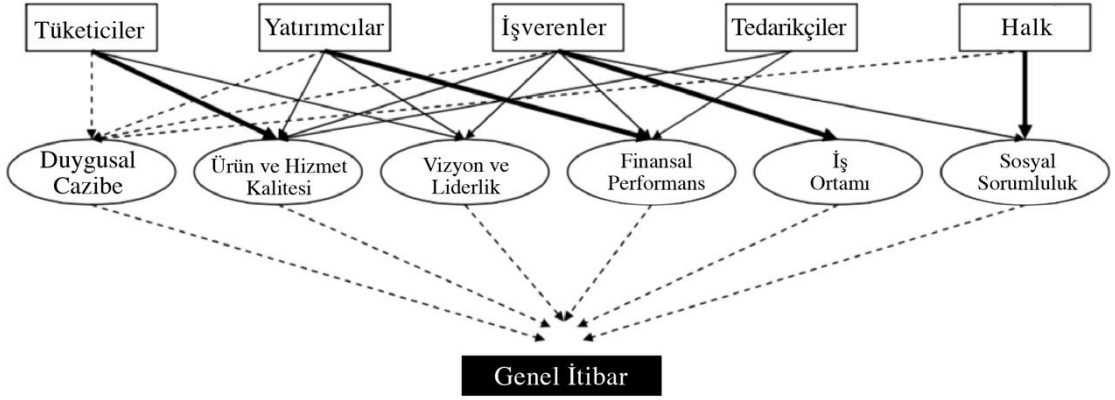 Tüketiciler
Yatırımcılar
İşverenler
Tedarikçiler
Halk
Duygusal
Cazibe
Ürün ve Hizmet
Kalitesi
Vizyon ve
Liderlik
Finansal
Performans
İş
Ortamı
Sosyal
Sorumluluk
Genel İtibar